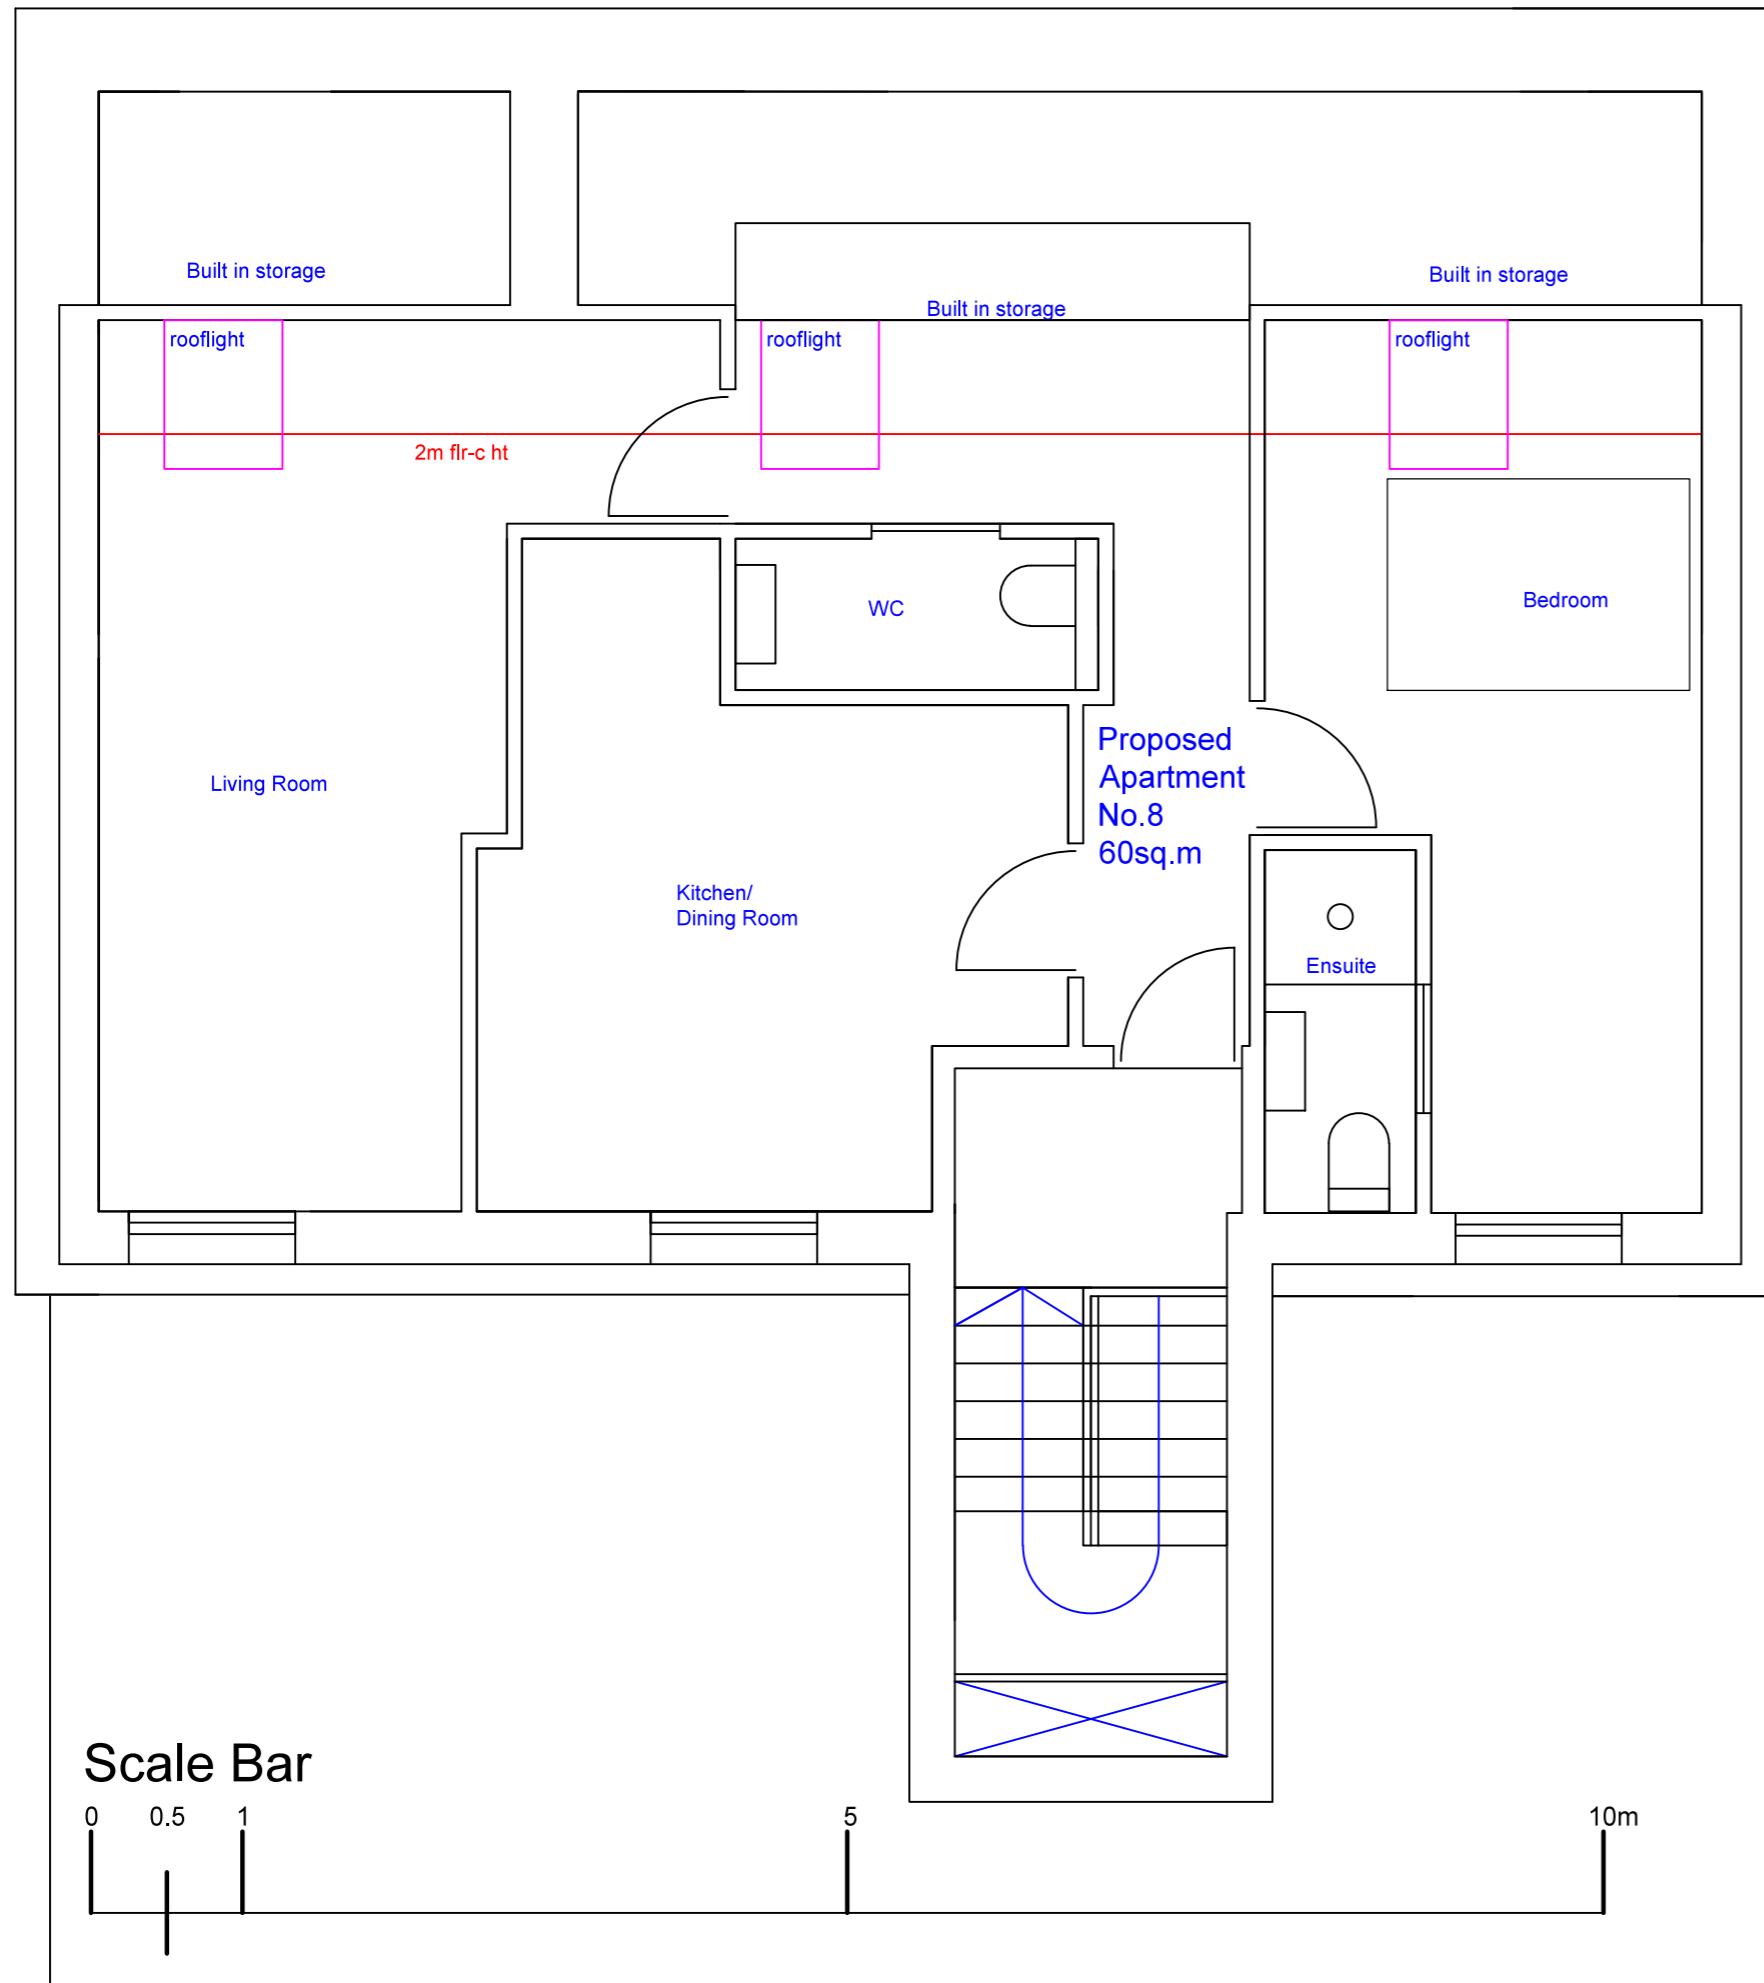 Built in storage
Built in storage
Built in storage
rooflight
rooflight
rooflight
2m flr-c ht
WC
Bedroom
Living Room
Proposed
Apartment
No.8
60sq.m
Kitchen/
Dining Room
Ensuite
Scale Bar
0 0.5 1 5 10m